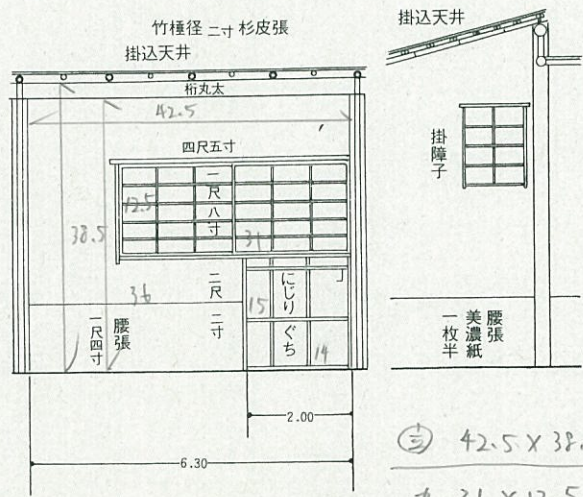 竹棰径二寸杉皮張
掛込天井
掛込天井
桁丸太
42.5
四尺五寸
一尺八寸
12.5
31
38.5
36
二尺二寸
15
にじりぐち
14
腰張
一尺四寸
2.00
6.30
掛障子
腰張
美濃紙
一枚半
42.5 × 38.
31 × 12.5